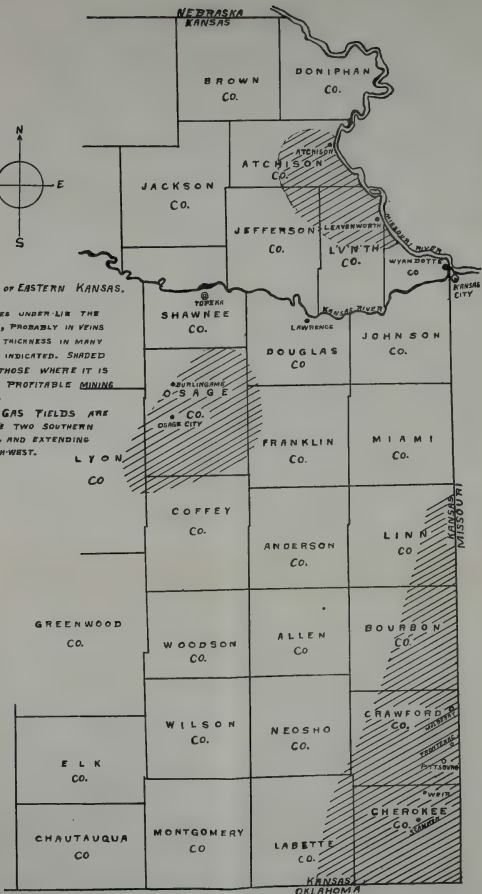 NEBRASKA
KANSAS
BROWN
CO.
DONIPHAN
CO.
N
E
S
ATCHISON
ATCHISON
CO.
JACKSON
CO.
JEFFERSON
CO.
LEAVENWORTH
L'V'N'TH
CO.
MISSOURI RIVER
WYANDOTTE
CO
KANSAS
CITY
KANSAS RIVER
OF EASTERN KANSAS.
ES UNDER-LIE THE
, PROBABLY IN VEINS
THICKNESS IN MANY
INDICATED. SHADED
THOSE WHERE IT IS
PROFITABLE MINING
GAS FIELDS ARE
TWO SOUTHERN
, AND EXTENDING
H-WEST.
TOPEKA
SHAWNEE
CO.
LAWRENCE
DOUGLAS
CO
JOHNSON
CO.
BURLINGAME
OSAGE
CO.
OSAGE CITY
LYON
CO
FRANKLIN
CO.
MIAMI
CO.
COFFEY
CO.
ANDERSON
CO.
LINN
CO
KANSAS
MISSOURI
GREENWOOD
CO.
WOODSON
CO.
ALLEN
CO
BOURBON
CO.
WILSON
CO.
NEOSHO
CO.
CRAWFORD
CO.
MULBERRY
FRONTENAC
PITTSBURG
ELK
CO.
WEIR
CHEROKEE
CO.
SCAMMON
CHAUTAUQUA
CO
MONTGOMERY
CO
LABETTE
CO.
KANSAS
OKLAHOMA